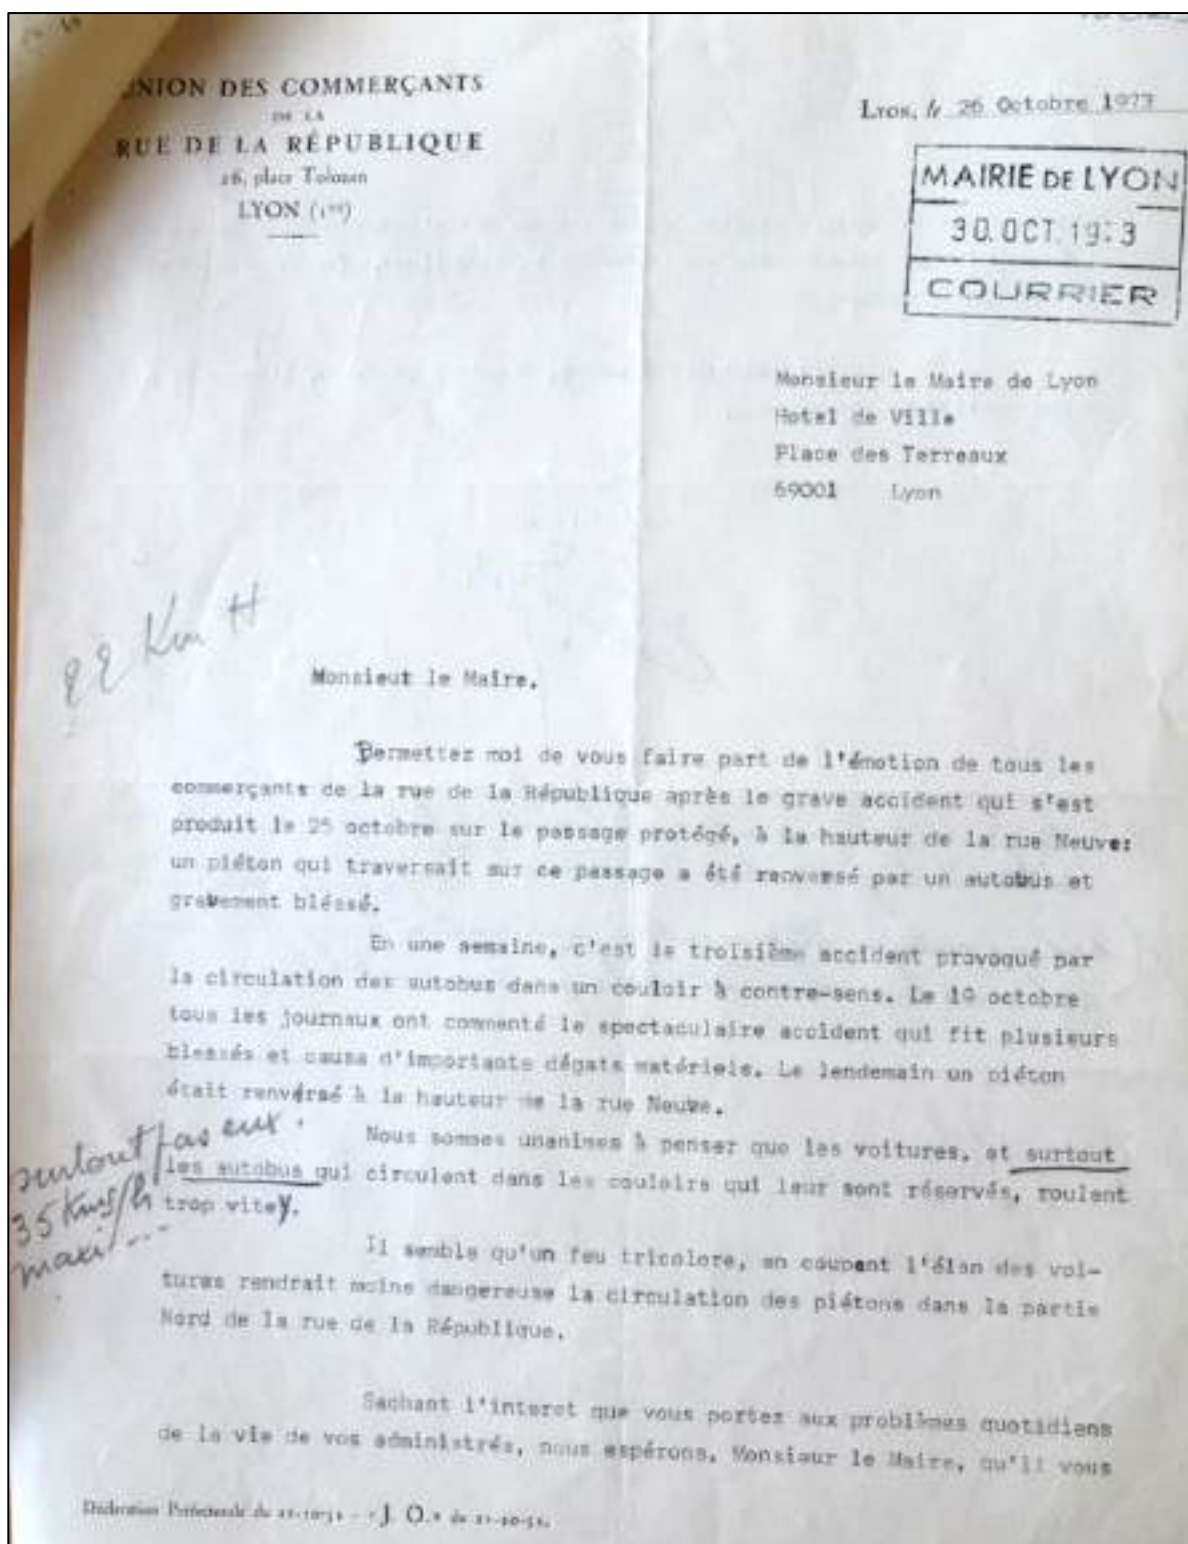 UNION DES COMMERÇANTS
DE LA
RUE DE LA RÉPUBLIQUE
16, place Tolozan
LYON (1er)
Lyon, le 26 Octobre 1973
MAIRIE DE LYON
30. OCT. 1973
COURRIER
Monsieur le Maire de Lyon
Hotel de Ville
Place des Terreaux
69001 Lyon
22 Km H
Monsieut le Maire,
Permettez moi de vous faire part de l'émotion de tous les
commerçants de la rue de la République après le grave accident qui s'est
produit le 25 octobre sur le passage protégé, à la hauteur de la rue Neuve:
un piéton qui traversait sur ce passage a été renversé par un autobus et
gravement bléssé.
En une semaine, c'est le troisième accident provoqué par
la circulation des autobus dans un couloir à contre-sens. Le 19 octobre
tous les journaux ont commenté le spectaculaire accident qui fit plusieurs
blessés et causa d'importants dégats matériels. Le lendemain un piéton
était renversé à la hauteur de la rue Neuve.
Nous sommes unanimes à penser que les voitures, et surtout
les autobus qui circulent dans les couloirs qui leur sont réservés, roulent
trop vite.
surtout pas eux.
35 Kms/h
maxi...
Il semble qu'un feu tricolore, en coupant l'élan des voi-
tures rendrait moins dangereuse la circulation des piétons dans la partie
Nord de la rue de la République.
Sachant l'interet que vous portez aux problèmes quotidiens
de la vie de vos administrés, nous espérons, Monsieur le Maire, qu'il vous
Déclaration Préfectorale du - « J. O. » du